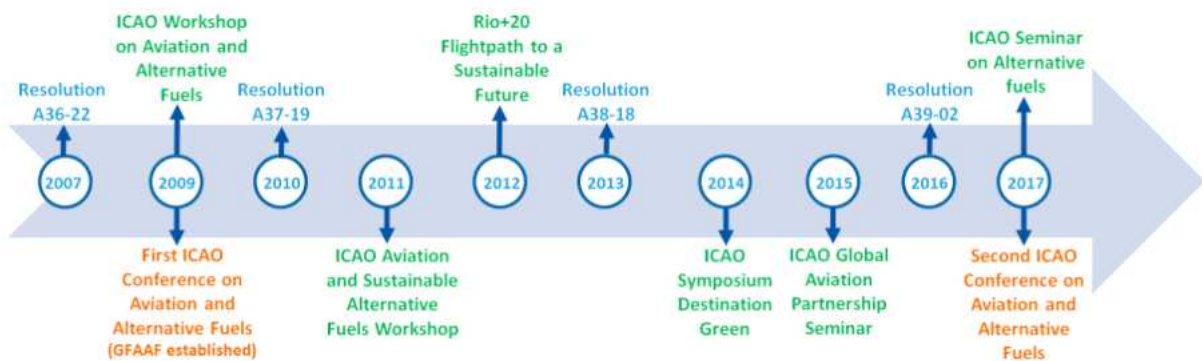 Resolution
A36-22
ICAO Workshop
on Aviation and
Alternative
Fuels
Resolution
A37-19
Rio+20
Flightpath to a
Sustainable
Future
Resolution
A38-18
Resolution
A39-02
ICAO Seminar
on Alternative
fuels
2007
2009
2010
2011
2012
2013
2014
2015
2016
2017
First ICAO
Conference on
Aviation and
Alternative Fuels
(GFAAF established)
ICAO Aviation
and Sustainable
Alternative
Fuels Workshop
ICAO
Symposium
Destination
Green
ICAO Global
Aviation
Partnership
Seminar
Second ICAO
Conference on
Aviation and
Alternative
Fuels